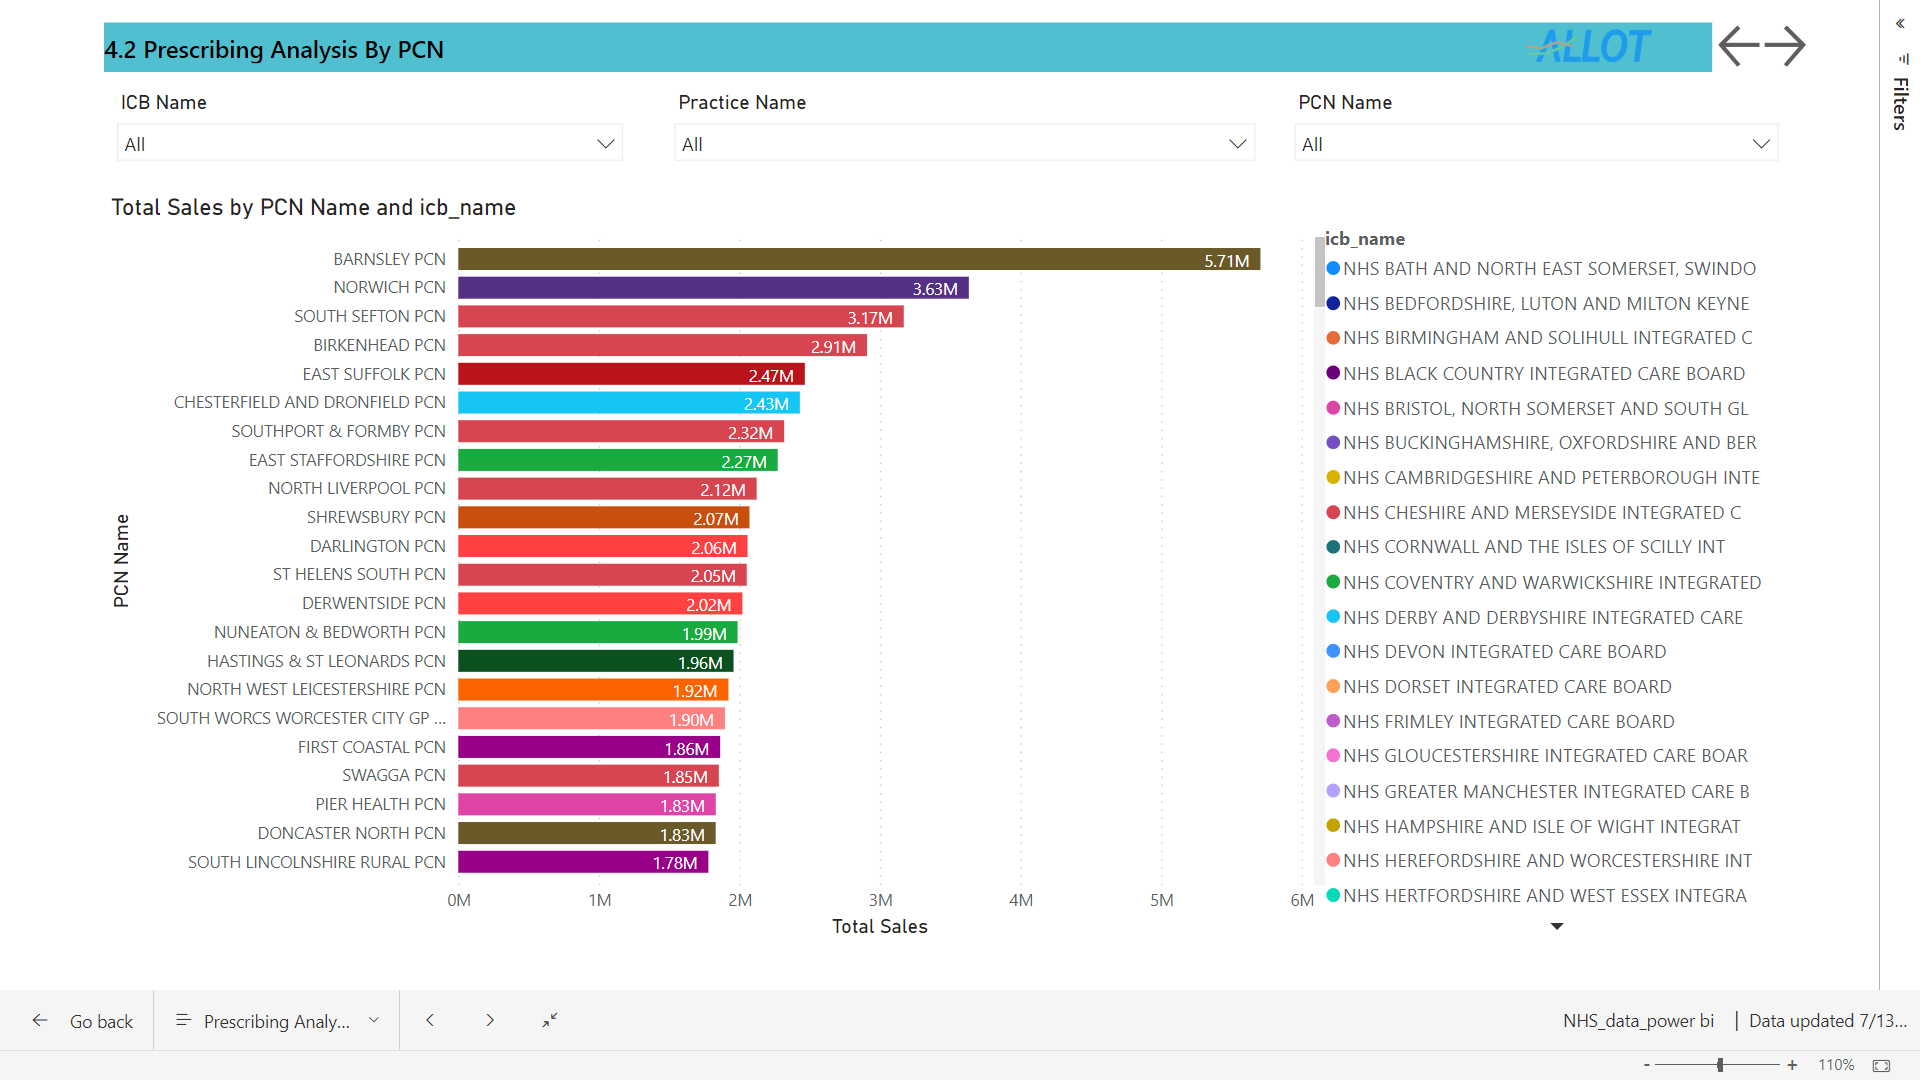 4.2 Prescribing Analysis By PCN
ALLOT
Filters
ICB Name
Practice Name
PCN Name
All
All
All
Total Sales by PCN Name and icb_name
PCN Name
BARNSLEY PCN 5.71M
NORWICH PCN 3.63M
SOUTH SEFTON PCN 3.17M
BIRKENHEAD PCN 2.91M
EAST SUFFOLK PCN 2.47M
CHESTERFIELD AND DRONFIELD PCN 2.43M
SOUTHPORT & FORMBY PCN 2.32M
EAST STAFFORDSHIRE PCN 2.27M
NORTH LIVERPOOL PCN 2.12M
SHREWSBURY PCN 2.07M
DARLINGTON PCN 2.06M
ST HELENS SOUTH PCN 2.05M
DERWENTSIDE PCN 2.02M
NUNEATON & BEDWORTH PCN 1.99M
HASTINGS & ST LEONARDS PCN 1.96M
NORTH WEST LEICESTERSHIRE PCN 1.92M
SOUTH WORCS WORCESTER CITY GP ... 1.90M
FIRST COASTAL PCN 1.86M
SWAGGA PCN 1.85M
PIER HEALTH PCN 1.83M
DONCASTER NORTH PCN 1.83M
SOUTH LINCOLNSHIRE RURAL PCN 1.78M
0M 1M 2M 3M 4M 5M 6M
Total Sales
icb_name
NHS BATH AND NORTH EAST SOMERSET, SWINDO
NHS BEDFORDSHIRE, LUTON AND MILTON KEYNE
NHS BIRMINGHAM AND SOLIHULL INTEGRATED C
NHS BLACK COUNTRY INTEGRATED CARE BOARD
NHS BRISTOL, NORTH SOMERSET AND SOUTH GL
NHS BUCKINGHAMSHIRE, OXFORDSHIRE AND BER
NHS CAMBRIDGESHIRE AND PETERBOROUGH INTE
NHS CHESHIRE AND MERSEYSIDE INTEGRATED C
NHS CORNWALL AND THE ISLES OF SCILLY INT
NHS COVENTRY AND WARWICKSHIRE INTEGRATED
NHS DERBY AND DERBYSHIRE INTEGRATED CARE
NHS DEVON INTEGRATED CARE BOARD
NHS DORSET INTEGRATED CARE BOARD
NHS FRIMLEY INTEGRATED CARE BOARD
NHS GLOUCESTERSHIRE INTEGRATED CARE BOAR
NHS GREATER MANCHESTER INTEGRATED CARE B
NHS HAMPSHIRE AND ISLE OF WIGHT INTEGRAT
NHS HEREFORDSHIRE AND WORCESTERSHIRE INT
NHS HERTFORDSHIRE AND WEST ESSEX INTEGRA
Go back
Prescribing Analy...
NHS_data_power bi | Data updated 7/13...
- + 110%